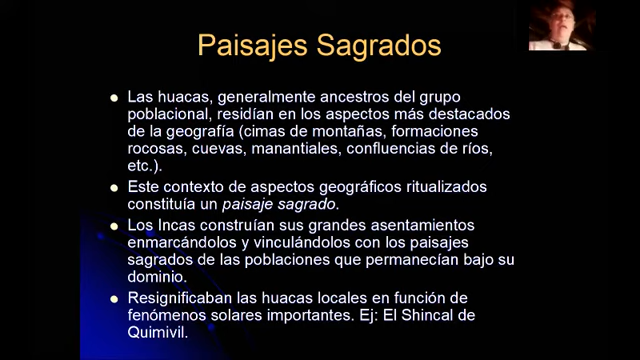 Paisajes Sagrados
Las huacas, generalmente ancestros del grupo
poblacional, residían en los aspectos más destacados
de la geografía (cimas de montañas, formaciones
rocosas, cuevas, manantiales, confluencias de ríos,
etc.).
Este contexto de aspectos geográficos ritualizados
constituía un paisaje sagrado.
Los Incas construían sus grandes asentamientos
enmarcándolos y vinculándolos con los paisajes
sagrados de las poblaciones que permanecían bajo su
dominio.
Resignificaban las huacas locales en función de
fenómenos solares importantes. Ej: El Shincal de
Quimivil.